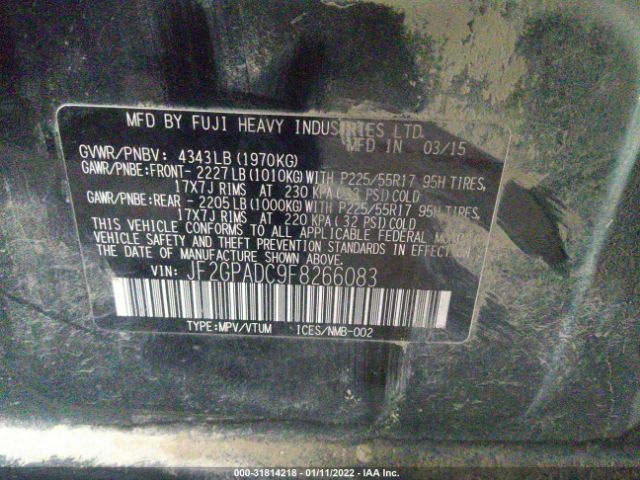 MFD BY FUJI HEAVY INDUSTRIES LTD.
MFD IN 03/15
GVWR/PNBV: 4343LB(1970KG)
GAWR/PNBE:FRONT- 2227LB(1010KG)WITH P225/55R17 95H TIRES,
17X7J RIMS AT 230 KPA( PSI)COLD
GAWR/PNBE:REAR - 2205LB(1000KG)WITH P225/55R17 95H TIRES,
17X7J RIMS AT 220 KPA(32 PSI)COLD
THIS VEHICLE CONFORMS TO ALL APPLICABLE FEDERAL MOTOR
VEHICLE SAFETY AND THEFT PREVENTION STANDARDS IN EFFECT ON
THE DATE OF MANUFACTURE SHOWN ABOVE.
VIN: JF2GPADC9F8266083
TYPE:MPV/VTUM ICES/NMB-002
000-31814218 - 01/11/2022 - IAA Inc.